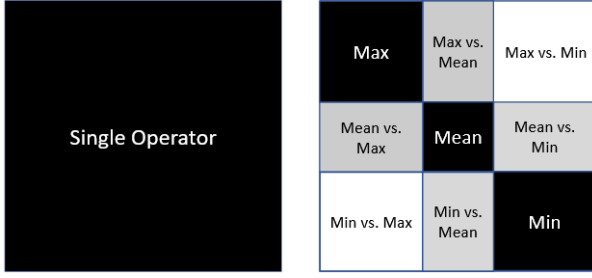 Single Operator
Max
Max vs.
Mean
Max vs. Min
Mean vs.
Max
Mean
Mean vs.
Min
Min vs. Max
Min vs.
Mean
Min